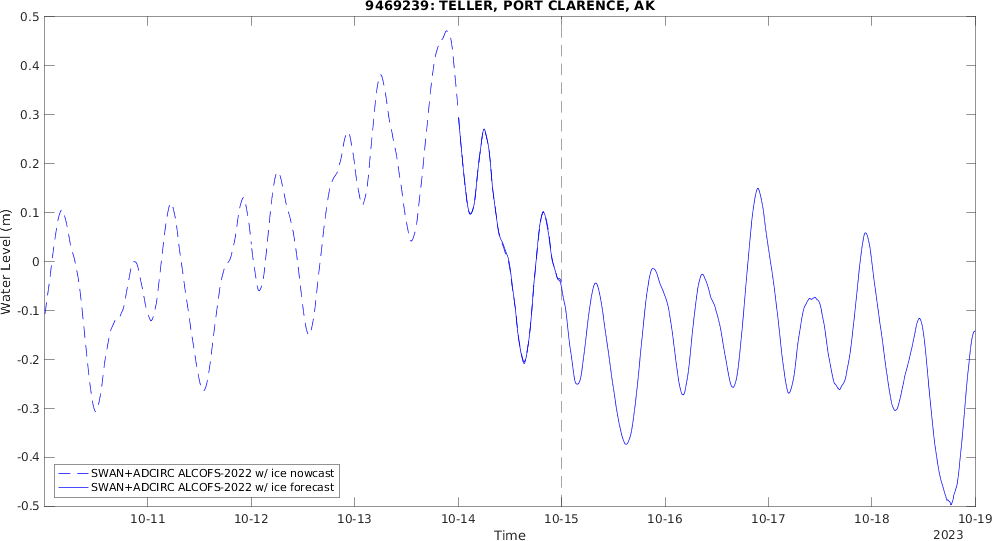 9469239: TELLER, PORT CLARENCE, AK
Water Level (m)
0.5
0.4
0.3
0.2
0.1
0
-0.1
-0.2
-0.3
-0.4
-0.5
SWAN+ADCIRC ALCOFS-2022 w/ ice nowcast
SWAN+ADCIRC ALCOFS-2022 w/ ice forecast
10-11 10-12 10-13 10-14 10-15 10-16 10-17 10-18 10-19
Time
2023